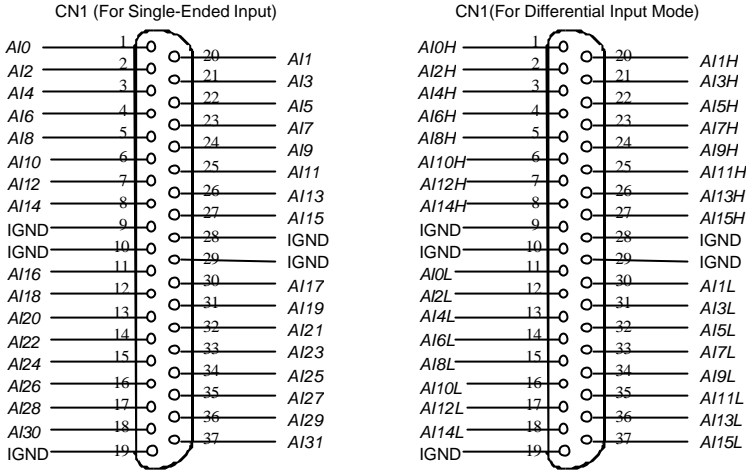 CN1 (For Single-Ended Input)
AI0 1
20 AI1
AI2 2
21 AI3
AI4 3
22 AI5
AI6 4
23 AI7
AI8 5
24 AI9
AI10 6
25 AI11
AI12 7
26 AI13
AI14 8
27 AI15
IGND 9
28 IGND
IGND 10
29 IGND
AI16 11
30 AI17
AI18 12
31 AI19
AI20 13
32 AI21
AI22 14
33 AI23
AI24 15
34 AI25
AI26 16
35 AI27
AI28 17
36 AI29
AI30 18
37 AI31
IGND 19
CN1(For Differential Input Mode)
AI0H 1
20 AI1H
AI2H 2
21 AI3H
AI4H 3
22 AI5H
AI6H 4
23 AI7H
AI8H 5
24 AI9H
AI10H 6
25 AI11H
AI12H 7
26 AI13H
AI14H 8
27 AI15H
IGND 9
28 IGND
IGND 10
29 IGND
AI0L 11
30 AI1L
AI2L 12
31 AI3L
AI4L 13
32 AI5L
AI6L 14
33 AI7L
AI8L 15
34 AI9L
AI10L 16
35 AI11L
AI12L 17
36 AI13L
AI14L 18
37 AI15L
IGND 19